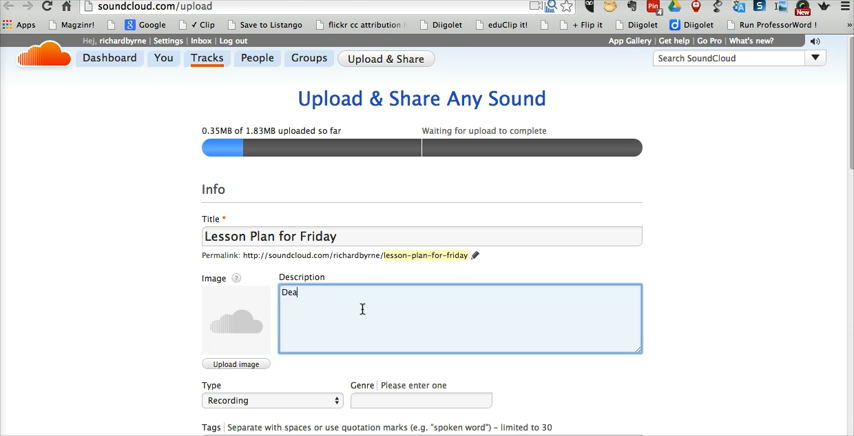 soundcloud.com/upload
Apps Magzinr! Google ✓ Clip Save to Listango flickr cc attribution Diigolet eduClip it! + Flip it Diigolet Diigolet Run ProfessorWord ! »
Hey, richardbyrne | Settings | Inbox | Log out App Gallery | Get help | Go Pro | What's new?
Dashboard You Tracks People Groups Upload & Share Search SoundCloud
Upload & Share Any Sound
0.35MB of 1.83MB uploaded so far Waiting for upload to complete
Info
Title *
Lesson Plan for Friday
Permalink: http://soundcloud.com/richardbyrne/lesson-plan-for-friday
Image ? Description
Dea
Upload image
Type Genre | Please enter one
Recording
Tags | Separate with spaces or use quotation marks (e.g. "spoken word") – limited to 30